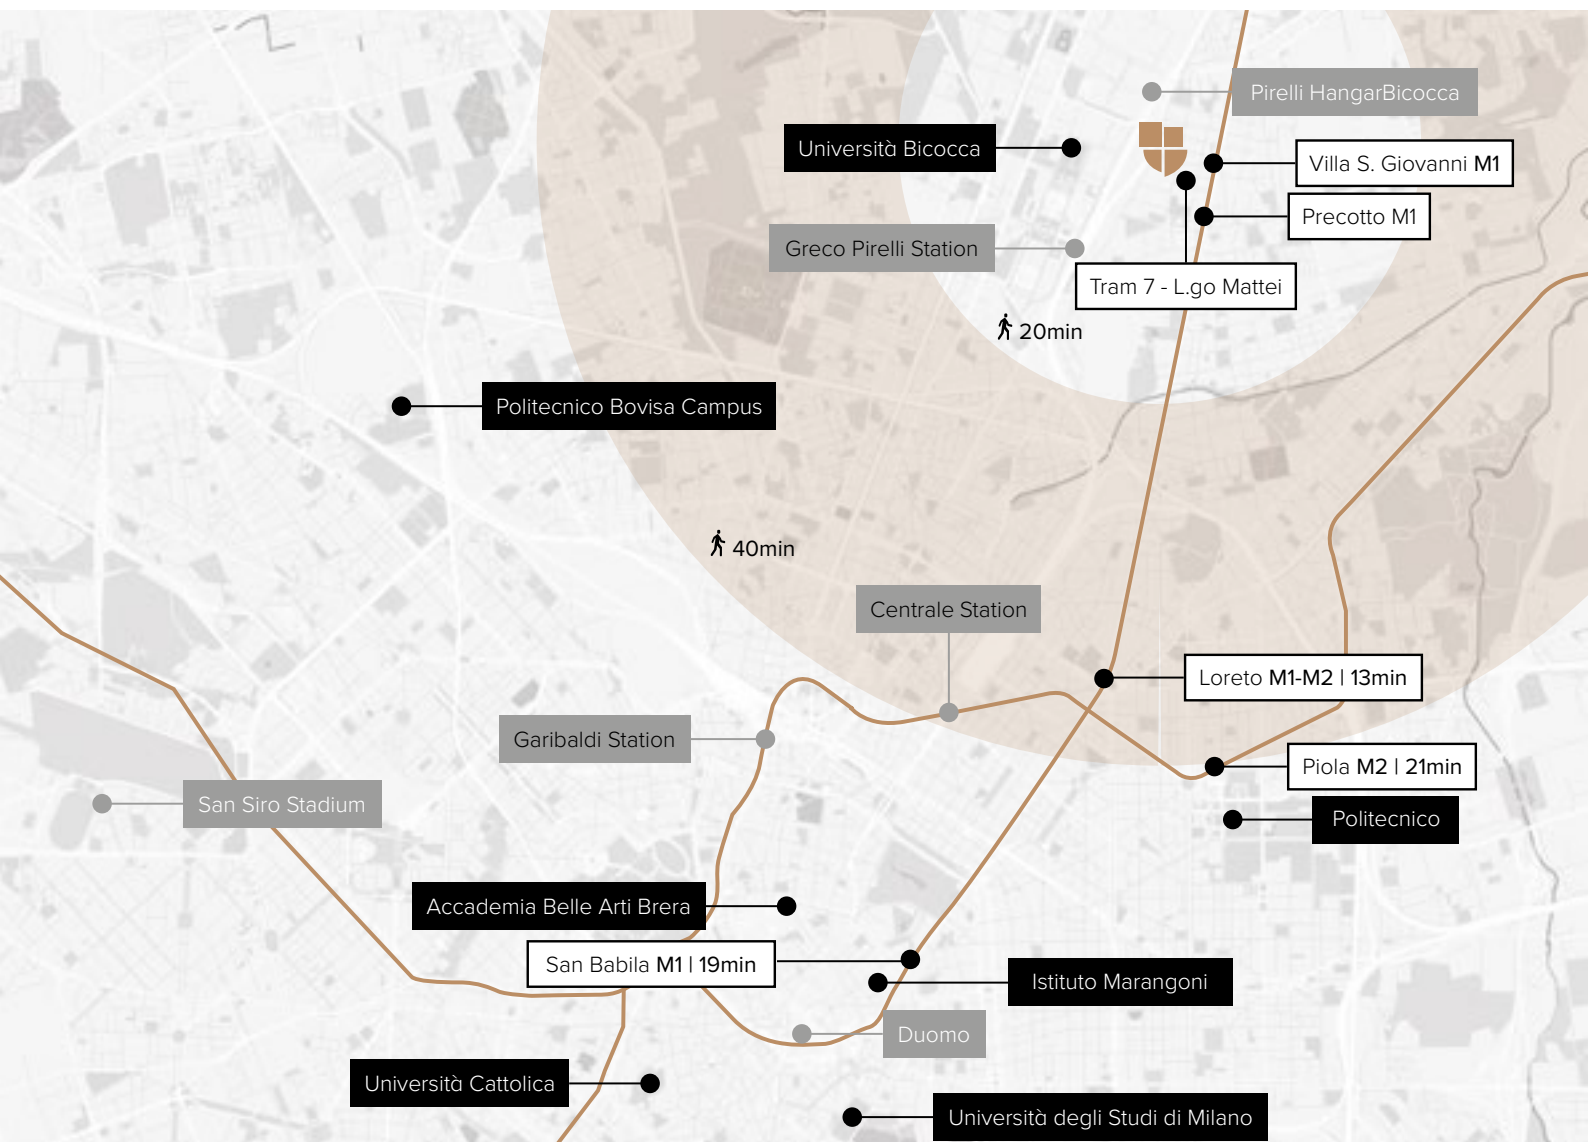 Pirelli HangarBicocca
Università Bicocca
Villa S. Giovanni M1
Precotto M1
Greco Pirelli Station
Tram 7 - L.go Mattei
20min
Politecnico Bovisa Campus
40min
Centrale Station
Loreto M1-M2 | 13min
Garibaldi Station
Piola M2 | 21min
San Siro Stadium
Politecnico
Accademia Belle Arti Brera
San Babila M1 | 19min
Istituto Marangoni
Duomo
Università Cattolica
Università degli Studi di Milano